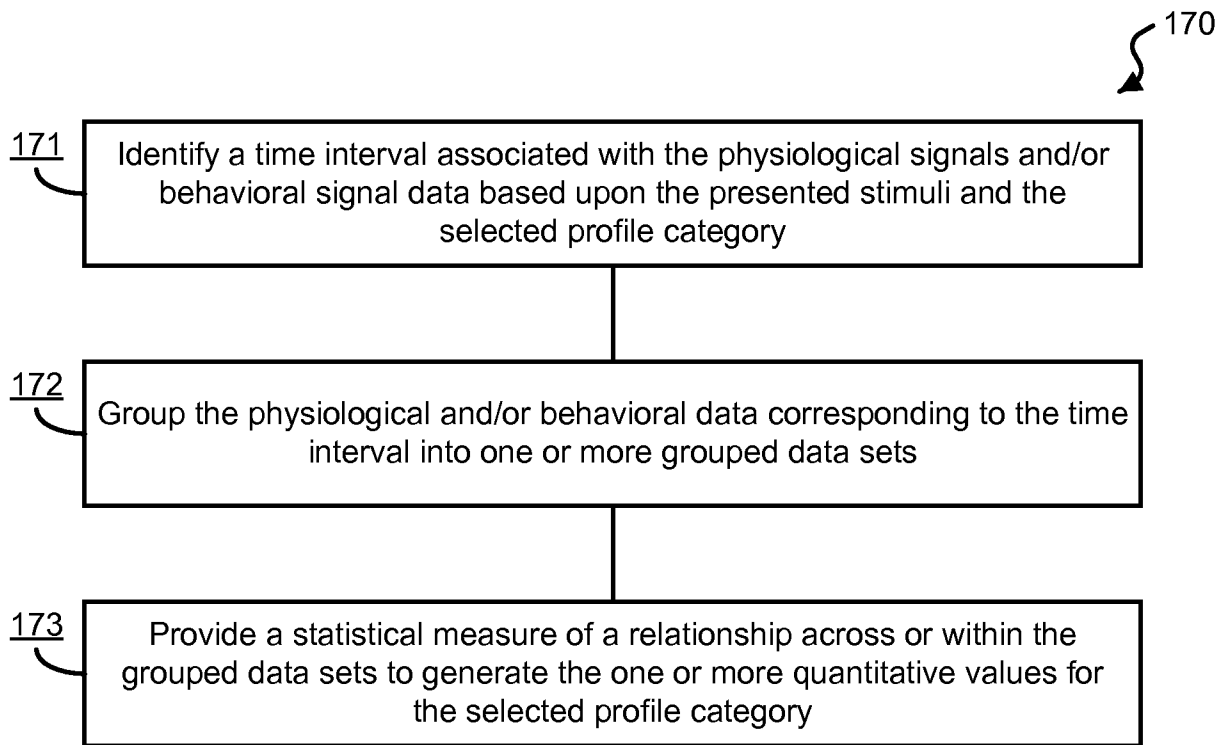 170
171
Identify a time interval associated with the physiological signals and/or
behavioral signal data based upon the presented stimuli and the
selected profile category
172
Group the physiological and/or behavioral data corresponding to the time
interval into one or more grouped data sets
173
Provide a statistical measure of a relationship across or within the
grouped data sets to generate the one or more quantitative values for
the selected profile category